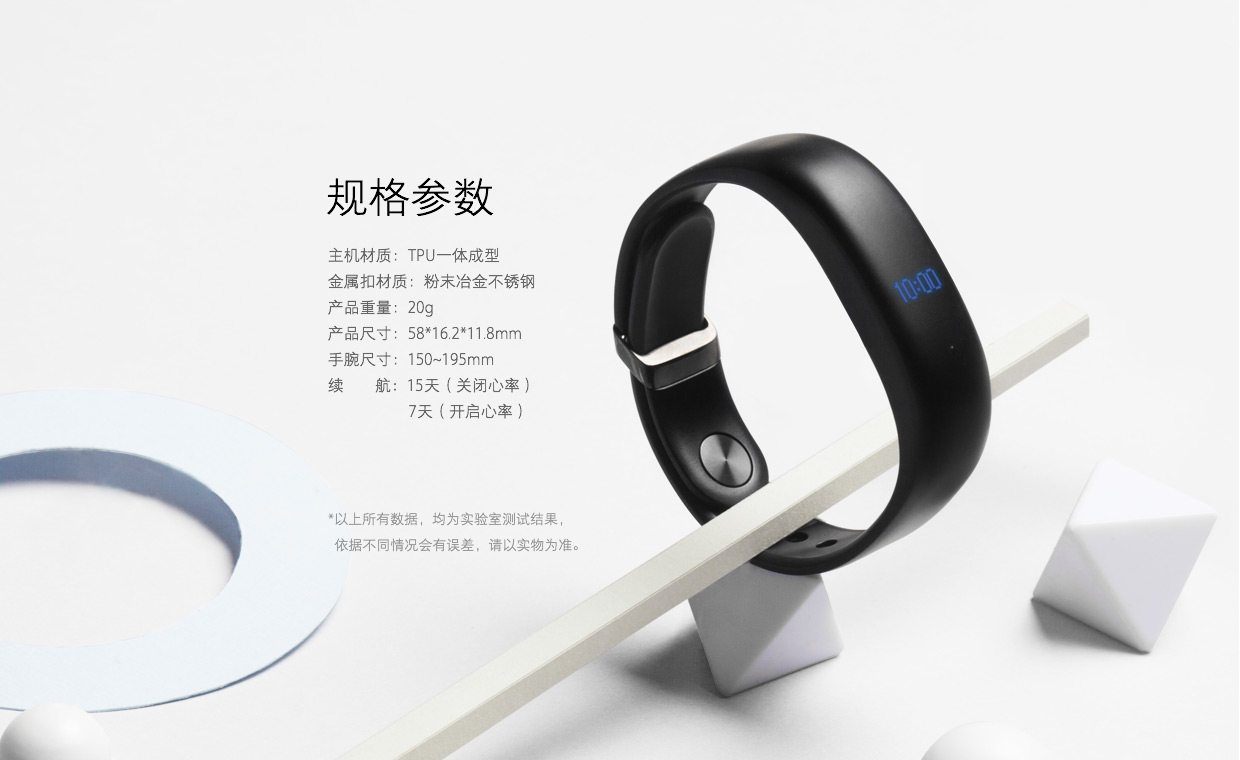 规格参数
主机材质：TPU一体成型
金属扣材质：粉末冶金不锈钢
产品重量：20g
产品尺寸：58*16.2*11.8mm
手腕尺寸：150~195mm
续　　航：15天（关闭心率）
7天（开启心率）
*以上所有数据，均为实验室测试结果，
依据不同情况会有误差，请以实物为准。
10:00